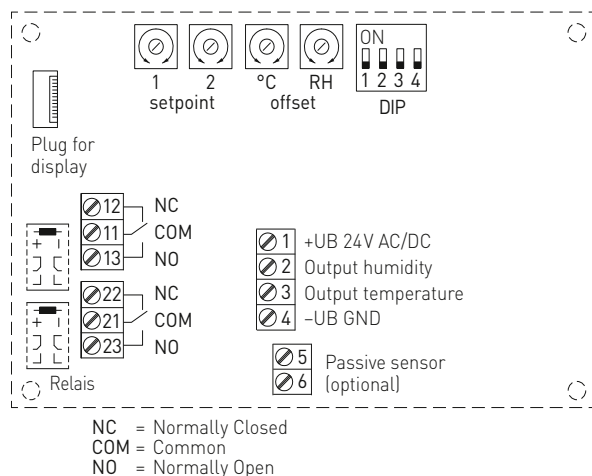 ON
1 2 3 4
DIP
1 2 °C RH
setpoint offset
Plug for
display
12 NC
11 COM
13 NO
22 NC
21 COM
23 NO
+ –
+ –
Relais
1 +UB 24V AC/DC
2 Output humidity
3 Output temperature
4 –UB GND
5 Passive sensor
6 (optional)
NC = Normally Closed
COM = Common
NO = Normally Open